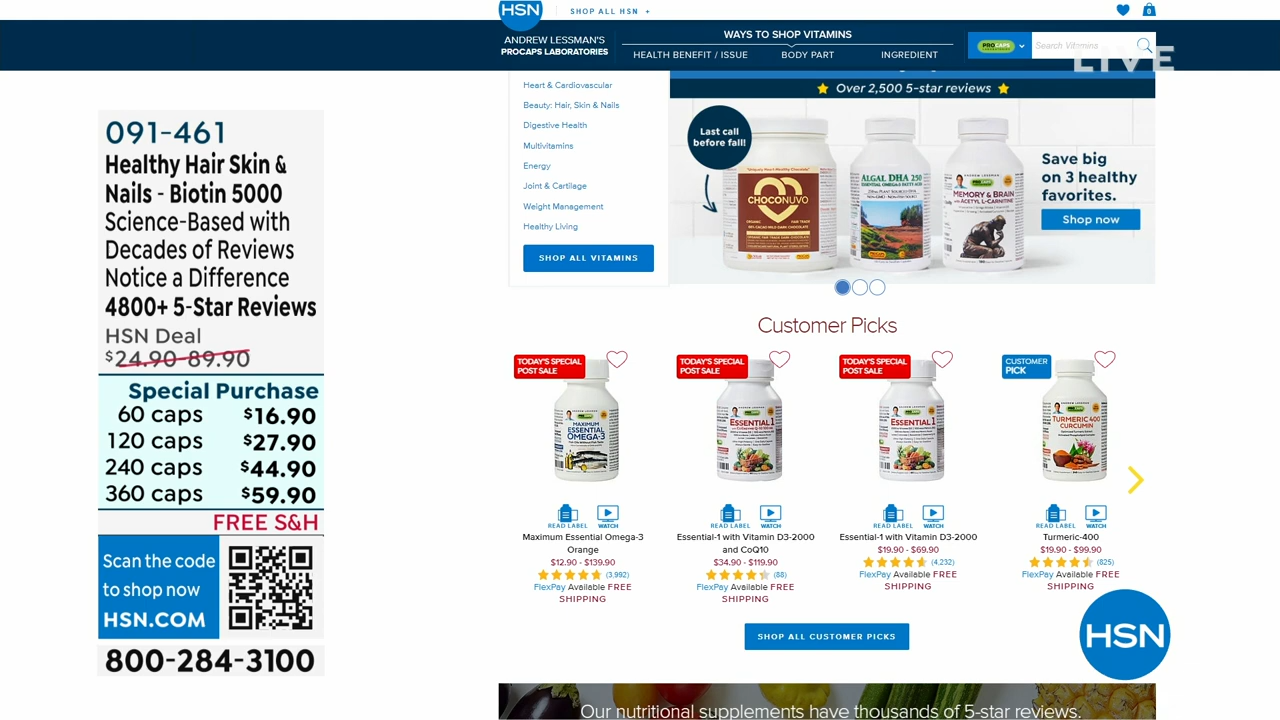 HSN
SHOP ALL HSN +
0
ANDREW LESSMAN'S
PROCAPS LABORATORIES
WAYS TO SHOP VITAMINS
HEALTH BENEFIT / ISSUE
BODY PART
INGREDIENT
PROCAPS
Search Vitamins
LIVE
Heart & Cardiovascular
Beauty: Hair, Skin & Nails
Digestive Health
Multivitamins
Energy
Joint & Cartilage
Weight Management
Healthy Living
SHOP ALL VITAMINS
Over 2,500 5-star reviews
Last call
before fall!
CHOCONUVO
ALGAL DHA 250
ESSENTIAL OMEGA-3 FATTY ACID
MEMORY & BRAIN
with ACETYL L-CARNITINE
Save big
on 3 healthy
favorites.
Shop now
091-461
Healthy Hair Skin &
Nails - Biotin 5000
Science-Based with
Decades of Reviews
Notice a Difference
4800+ 5-Star Reviews
HSN Deal
$24.90-89.90
Special Purchase
60 caps $16.90
120 caps $27.90
240 caps $44.90
360 caps $59.90
FREE S&H
Scan the code
to shop now
HSN.COM
800-284-3100
Customer Picks
TODAY'S SPECIAL
POST SALE
MAXIMUM
ESSENTIAL
OMEGA-3
READ LABEL
WATCH
Maximum Essential Omega-3
Orange
$12.90 - $139.90
(3,992)
FlexPay Available FREE
SHIPPING
TODAY'S SPECIAL
POST SALE
ESSENTIAL 1
READ LABEL
WATCH
Essential-1 with Vitamin D3-2000
and CoQ10
$34.90 - $119.90
(88)
FlexPay Available FREE
SHIPPING
TODAY'S SPECIAL
POST SALE
ESSENTIAL 1
READ LABEL
WATCH
Essential-1 with Vitamin D3-2000
$19.90 - $69.90
(4,232)
FlexPay Available FREE
SHIPPING
CUSTOMER
PICK
TURMERIC 400
CURCUMIN
READ LABEL
WATCH
Turmeric-400
$19.90 - $99.90
(825)
FlexPay Available FREE
SHIPPING
SHOP ALL CUSTOMER PICKS
HSN
Our nutritional supplements have thousands of 5-star reviews.